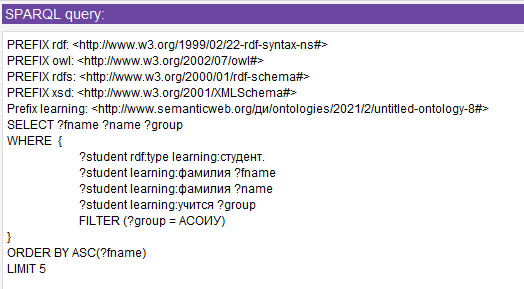 SPARQL query:
PREFIX rdf: <http://www.w3.org/1999/02/22-rdf-syntax-ns#>
PREFIX owl: <http://www.w3.org/2002/07/owl#>
PREFIX rdfs: <http://www.w3.org/2000/01/rdf-schema#>
PREFIX xsd: <http://www.w3.org/2001/XMLSchema#>
Prefix learning: <http://www.semanticweb.org/ди/ontologies/2021/2/untitled-ontology-8#>
SELECT ?fname ?name ?group
WHERE {
?student rdf:type learning:студент.
?student learning:фамилия ?fname
?student learning:фамилия ?name
?student learning:учится ?group
FILTER (?group = АСОИУ)
}
ORDER BY ASC(?fname)
LIMIT 5